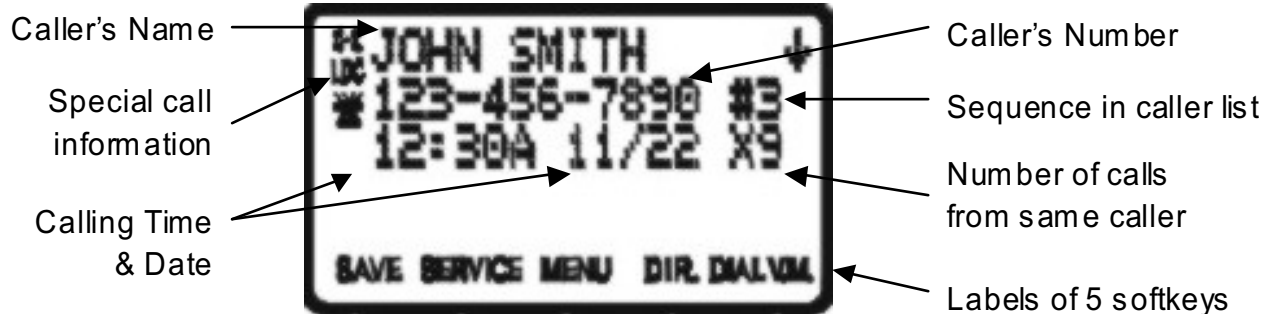 Caller's Name
Special call
information
Calling Time
& Date
JOHN SMITH
LDC
123-456-7890 #3
12:30A 11/22 X9
SAVE SERVICE MENU DIR. DIAL V.M.
Caller's Number
Sequence in caller list
Number of calls
from same caller
Labels of 5 softkeys